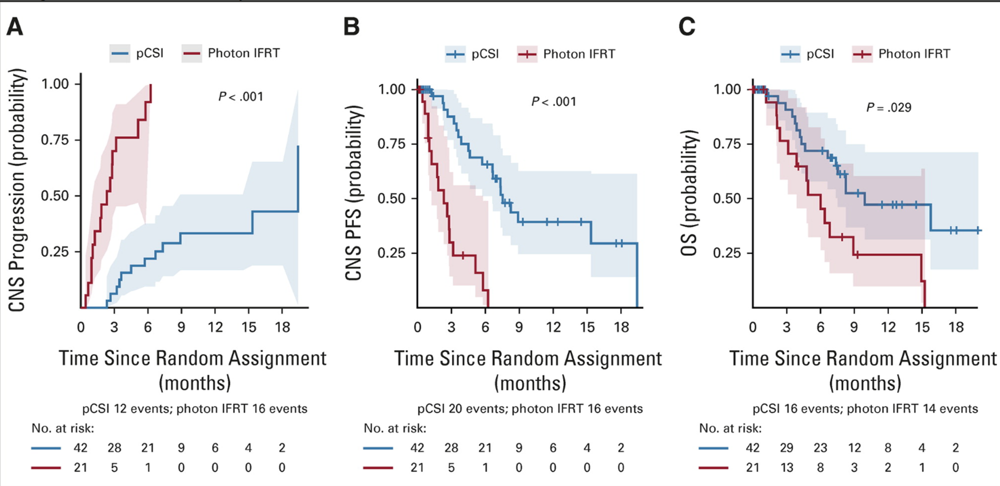 A
pCSI
Photon IFRT
CNS Progression (probability)
1.00
0.75
0.50
0.25
P < .001
0 3 6 9 12 15 18
Time Since Random Assignment
(months)
pCSI 12 events; photon IFRT 16 events
No. at risk:
42 28 21 9 6 4 2
21 5 1 0 0 0 0
B
pCSI
Photon IFRT
CNS PFS (probability)
1.00
0.75
0.50
0.25
P < .001
0 3 6 9 12 15 18
Time Since Random Assignment
(months)
pCSI 20 events; photon IFRT 16 events
No. at risk:
42 28 21 9 6 4 2
21 5 1 0 0 0 0
C
pCSI
Photon IFRT
OS (probability)
1.00
0.75
0.50
0.25
P = .029
0 3 6 9 12 15 18
Time Since Random Assignment
(months)
pCSI 16 events; photon IFRT 14 events
No. at risk:
42 29 23 12 8 4 2
21 13 8 3 2 1 0